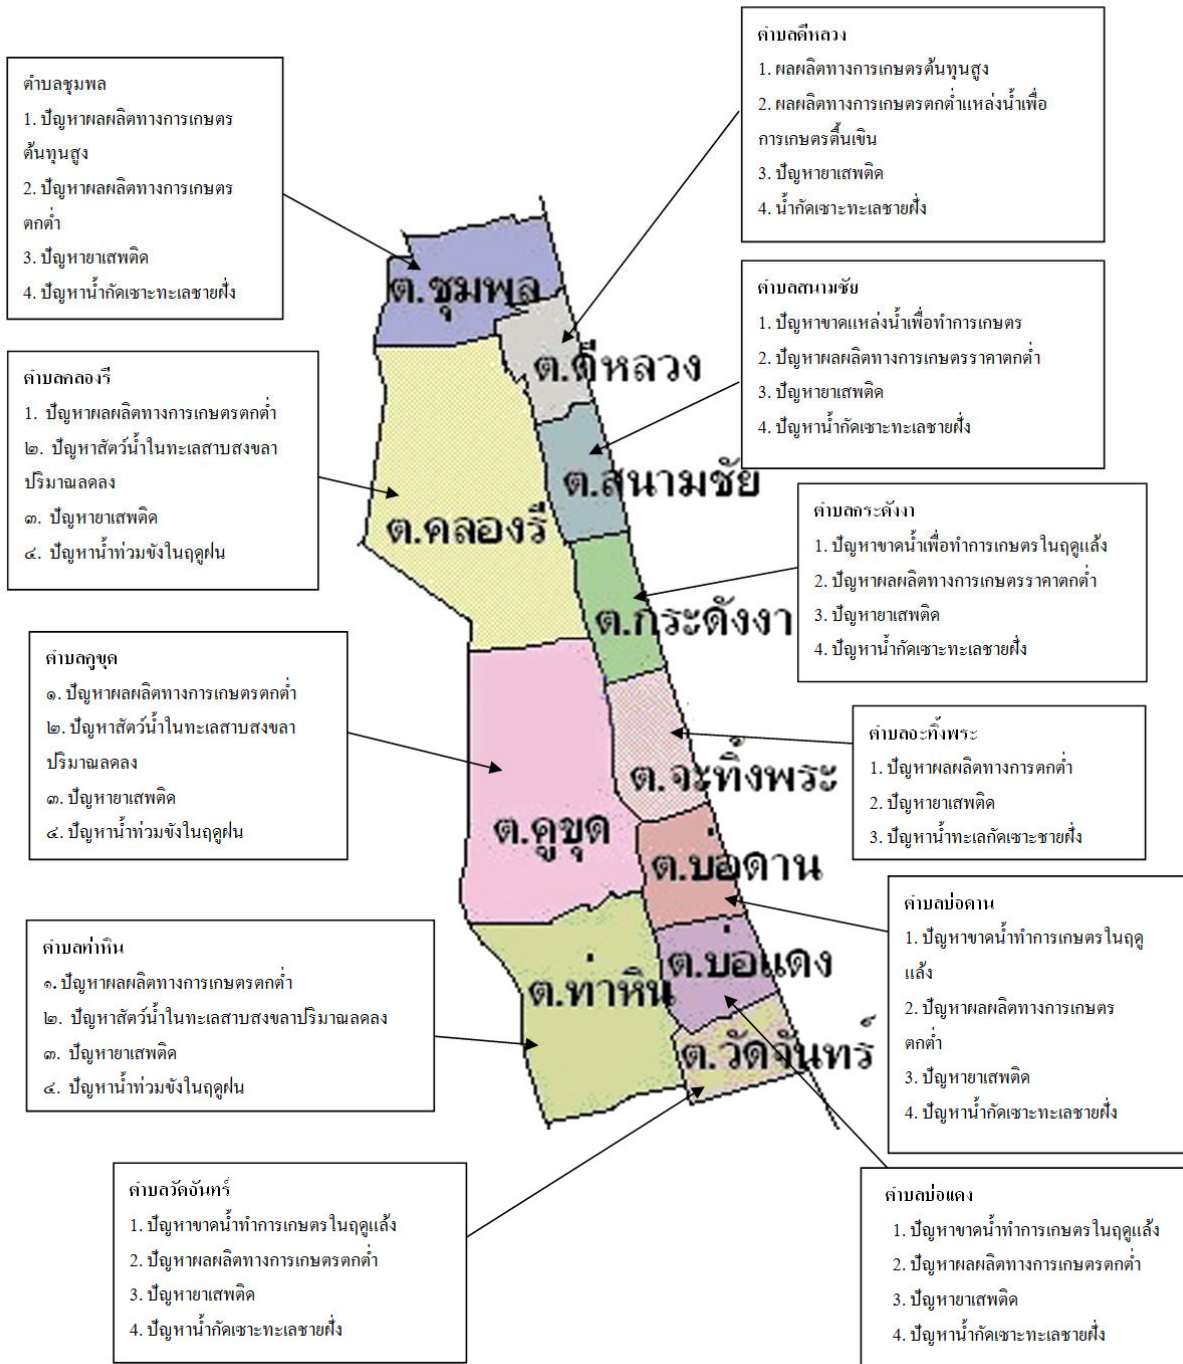 ตำบลชุมพล
1. ปัญหาผลผลิตทางการเกษตร
ต้นทุนสูง
2. ปัญหาผลผลิตทางการเกษตร
ตกต่ำ
3. ปัญหายาเสพติด
4. ปัญหาน้ำกัดเซาะทะเลชายฝั่ง
ตำบลดีหลวง
1. ผลผลิตทางการเกษตรต้นทุนสูง
2. ผลผลิตทางการเกษตรตกต่ำแหล่งน้ำเพื่อ
การเกษตรตื้นเขิน
3. ปัญหายาเสพติด
4. น้ำกัดเซาะทะเลชายฝั่ง
ตำบลสนามชัย
1. ปัญหาขาดแหล่งน้ำเพื่อทำการเกษตร
2. ปัญหาผลผลิตทางการเกษตรราคาตกต่ำ
3. ปัญหายาเสพติด
4. ปัญหาน้ำกัดเซาะทะเลชายฝั่ง
ตำบลคลองรี
1. ปัญหาผลผลิตทางการเกษตรตกต่ำ
๒. ปัญหาสัตว์น้ำในทะเลสาบสงขลา
ปริมาณลดลง
๓. ปัญหายาเสพติด
๔. ปัญหาน้ำท่วมขังในฤดูฝน
ตำบลกระดังงา
1. ปัญหาขาดน้ำเพื่อทำการเกษตรในฤดูแล้ง
2. ปัญหาผลผลิตทางการเกษตรราคาตกต่ำ
3. ปัญหายาเสพติด
4. ปัญหาน้ำกัดเซาะทะเลชายฝั่ง
ตำบลคูขุด
๑. ปัญหาผลผลิตทางการเกษตรตกต่ำ
๒. ปัญหาสัตว์น้ำในทะเลสาบสงขลา
ปริมาณลดลง
๓. ปัญหายาเสพติด
๔. ปัญหาน้ำท่วมขังในฤดูฝน
ตำบลจะทิ้งพระ
1. ปัญหาผลผลิตทางการตกต่ำ
2. ปัญหายาเสพติด
3. ปัญหาน้ำทะเลกัดเซาะชายฝั่ง
ตำบลบ่อดาน
1. ปัญหาขาดน้ำทำการเกษตรในฤดู
แล้ง
2. ปัญหาผลผลิตทางการเกษตร
ตกต่ำ
3. ปัญหายาเสพติด
4. ปัญหาน้ำกัดเซาะทะเลชายฝั่ง
ตำบลท่าหิน
๑. ปัญหาผลผลิตทางการเกษตรตกต่ำ
๒. ปัญหาสัตว์น้ำในทะเลสาบสงขลาปริมาณลดลง
๓. ปัญหายาเสพติด
๔. ปัญหาน้ำท่วมขังในฤดูฝน
ตำบลวัดจันทร์
1. ปัญหาขาดน้ำทำการเกษตรในฤดูแล้ง
2. ปัญหาผลผลิตทางการเกษตรตกต่ำ
3. ปัญหายาเสพติด
4. ปัญหาน้ำกัดเซาะทะเลชายฝั่ง
ตำบลบ่อแดง
1. ปัญหาขาดน้ำทำการเกษตรในฤดูแล้ง
2. ปัญหาผลผลิตทางการเกษตรตกต่ำ
3. ปัญหายาเสพติด
4. ปัญหาน้ำกัดเซาะทะเลชายฝั่ง
ต.ชุมพล
ต.ดีหลวง
ต.สนามชัย
ต.คลองรี
ต.กระดังงา
ต.จะทิ้งพระ
ต.คูขุด
ต.บ่อดาน
ต.บ่อแดง
ต.ท่าหิน
ต.วัดจันทร์